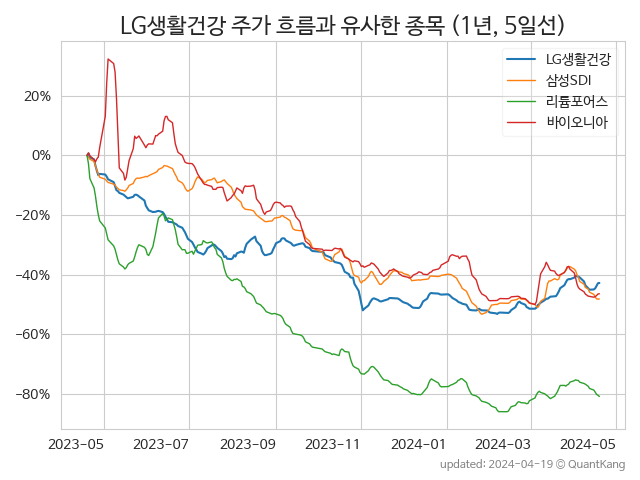 LG생활건강 주가 흐름과 유사한 종목 (1년, 5일선)
LG생활건강
삼성SDI
리튬포어스
바이오니아
20%
0%
−20%
−40%
−60%
−80%
2023-05 2023-07 2023-09 2023-11 2024-01 2024-03 2024-05
updated: 2024-04-19 © QuantKang